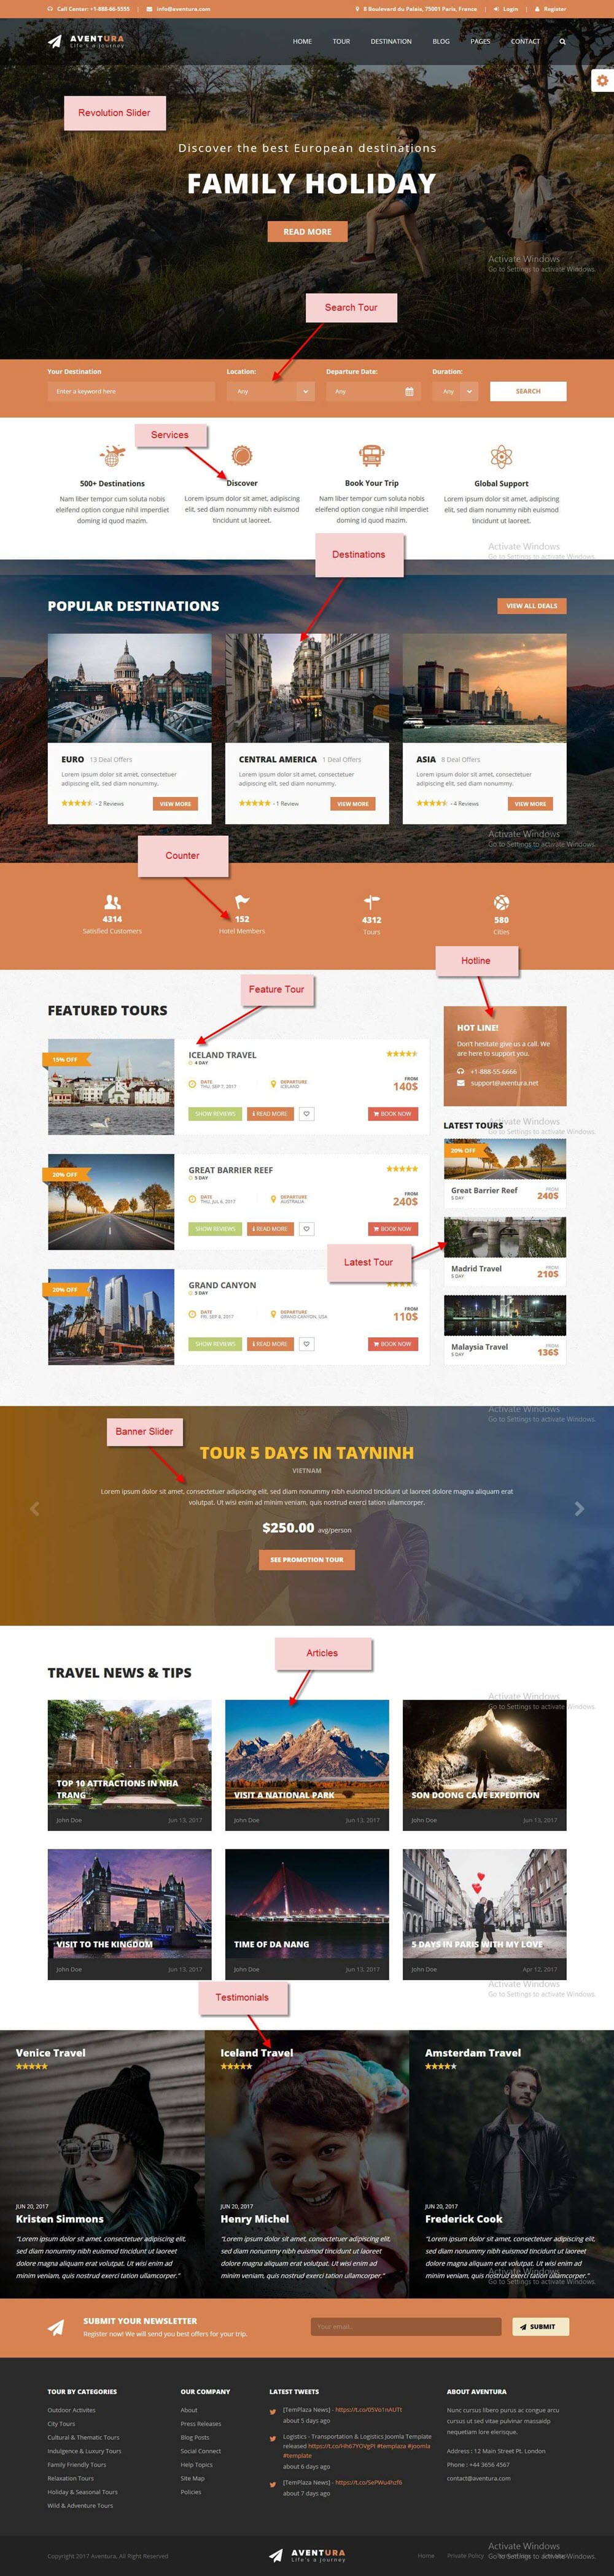 Call Center: +1-888-66-5555 | info@aventura.com
8 Boulevard du Palais, 75001 Paris, France | Login | Register
AVENTURA
Life's a journey
HOME TOUR DESTINATION BLOG PAGES CONTACT
Revolution Slider
Discover the best European destinations
FAMILY HOLIDAY
READ MORE
Activate Windows
Go to Settings to activate Windows.
Search Tour
Your Destination Location: Departure Date: Duration:
Enter a keyword here Any Any Any SEARCH
Services
500+ Destinations
Nam liber tempor cum soluta nobis
eleifend option congue nihil imperdiet
doming id quod mazim.
Discover
Lorem ipsum dolor sit amet, adipiscing
elit, sed diam nonummy nibh euismod
tincidunt ut laoreet.
Book Your Trip
Nam liber tempor cum soluta nobis
eleifend option congue nihil imperdiet
doming id quod mazim.
Global Support
Lorem ipsum dolor sit amet, adipiscing
elit, sed diam nonummy nibh euismod
tincidunt ut laoreet.
Activate Windows
Go to Settings to activate Windows.
Destinations
POPULAR DESTINATIONS
VIEW ALL DEALS
EURO 13 Deal Offers
Lorem ipsum dolor sit amet, consectetuer
adipiscing elit, sed diam nonummy.
- 2 Reviews VIEW MORE
CENTRAL AMERICA 1 Deal Offers
Lorem ipsum dolor sit amet, consectetuer
adipiscing elit, sed diam nonummy.
- 1 Review VIEW MORE
ASIA 8 Deal Offers
Lorem ipsum dolor sit amet, consectetuer
adipiscing elit, sed diam nonummy.
- 4 Reviews VIEW MORE
Activate Windows
Go to Settings to activate Windows.
Counter
4314
Satisfied Customers
152
Hotel Members
4312
Tours
580
Cities
Hotline
Feature Tour
FEATURED TOURS
15% OFF
ICELAND TRAVEL
4 DAY
DATE
THU, SEP 7, 2017
DEPARTURE
ICELAND
FROM
140$
SHOW REVIEWS READ MORE BOOK NOW
20% OFF
GREAT BARRIER REEF
5 DAY
DATE
THU, JUL 6, 2017
DEPARTURE
AUSTRALIA
FROM
240$
SHOW REVIEWS READ MORE BOOK NOW
20% OFF
GRAND CANYON
3 DAY
DATE
FRI, SEP 8, 2017
DEPARTURE
GRAND CANYON, USA
FROM
110$
SHOW REVIEWS READ MORE BOOK NOW
HOT LINE!
Don't hesitate give us a call. We
are here to support you.
+1-888-55-6666
support@aventura.net
Activate Windows
Go to Settings to activate Windows.
LATEST TOURS
20% OFF
Great Barrier Reef
5 DAY
FROM
240$
Latest Tour
Madrid Travel
5 DAY
FROM
210$
Malaysia Travel
5 DAY
FROM
136$
Activate Windows
Go to Settings to activate Windows.
Banner Slider
TOUR 5 DAYS IN TAYNINH
VIETNAM
Lorem ipsum dolor sit amet, consectetuer adipiscing elit, sed diam nonummy nibh euismod tincidunt ut laoreet dolore magna aliquam erat
volutpat. Ut wisi enim ad minim veniam, quis nostrud exerci tation ullamcorper.
$250.00 avg/person
SEE PROMOTION TOUR
Articles
TRAVEL NEWS & TIPS
Activate Windows
Go to Settings to activate Windows.
TOP 10 ATTRACTIONS IN NHA
TRANG
John Doe Jun 13, 2017
VISIT A NATIONAL PARK
John Doe Jun 13, 2017
SON DOONG CAVE EXPEDITION
John Doe Jun 13, 2017
VISIT TO THE KINGDOM
John Doe Jun 13, 2017
TIME OF DA NANG
John Doe Jun 13, 2017
5 DAYS IN PARIS WITH MY LOVE
John Doe Apr 12, 2017
Activate Windows
Go to Settings to activate Windows.
Testimonials
Venice Travel
JUN 20, 2017
Kristen Simmons
"Lorem ipsum dolor sit amet, consectetuer adipiscing elit,
sed diam nonummy nibh euismod tincidunt ut laoreet
dolore magna aliquam erat volutpat. Ut wisi enim ad
minim veniam, quis nostrud exerci tation ullamcorper."
Iceland Travel
JUN 20, 2017
Henry Michel
"Lorem ipsum dolor sit amet, consectetuer adipiscing elit,
sed diam nonummy nibh euismod tincidunt ut laoreet
dolore magna aliquam erat volutpat. Ut wisi enim ad
minim veniam, quis nostrud exerci tation ullamcorper."
Amsterdam Travel
JUN 20, 2017
Frederick Cook
"Lorem ipsum dolor sit amet, consectetuer adipiscing elit,
sed diam nonummy nibh euismod tincidunt ut laoreet
dolore magna aliquam erat volutpat. Ut wisi enim ad
minim veniam, quis nostrud exerci tation ullamcorper."
Activate Windows
Go to Settings to activate Windows.
SUBMIT YOUR NEWSLETTER
Register now! We will send you best offers for your trip.
Your email... SUBMIT
TOUR BY CATEGORIES
Outdoor Activites
City Tours
Cultural & Thematic Tours
Indulgence & Luxury Tours
Family Friendly Tours
Relaxation Tours
Holiday & Seasonal Tours
Wild & Adventure Tours
OUR COMPANY
About
Press Releases
Blog Posts
Social Connect
Help Topics
Site Map
Policies
LATEST TWEETS
[TemPlaza News] -
about 5 days ago
Logistics - Transportation & Logistics Joomla Template
released #templaza #joomla
#template
about 6 days ago
[TemPlaza News] -
about 7 days ago
ABOUT AVENTURA
Nunc cursus libero purus ac congue arcu
cursus ut sed vitae pulvinar massaidp
nequetiam lore elerisque.
Address : 12 Main Street Pt. London
Phone : +44 3656 4567
contact@aventura.com
Copyright 2017 Aventura, All Right Reserved
AVENTURA
Life's a journey
Home Privacy Policy
Activate Windows
Go to Settings to activate Windows.